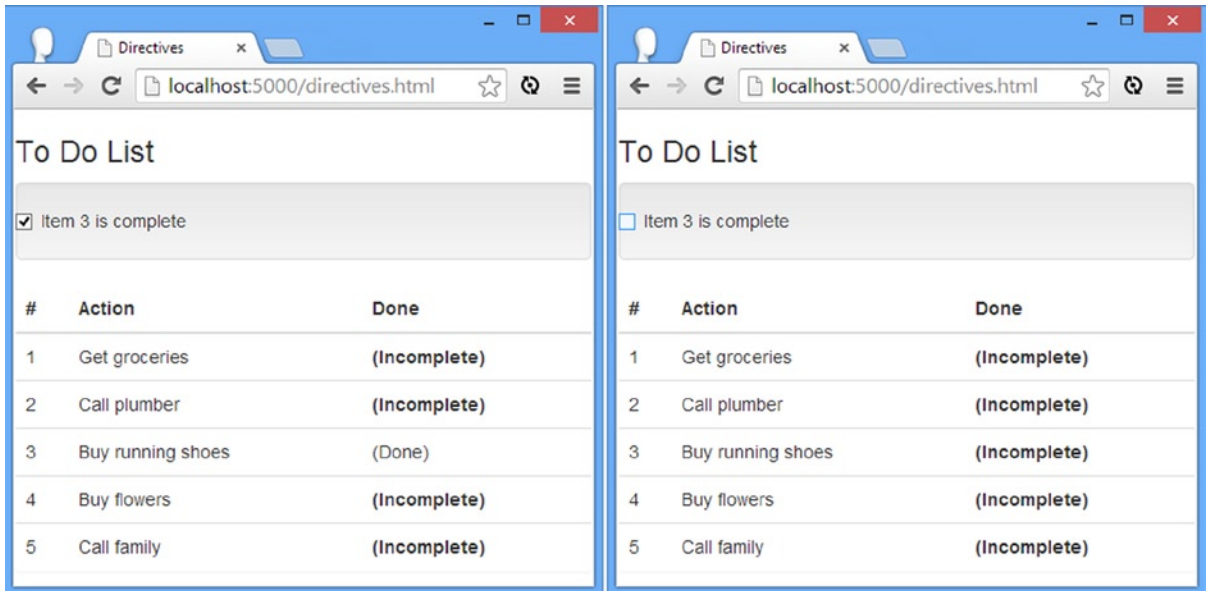 Directives
localhost:5000/directives.html
To Do List
Item 3 is complete
# Action Done
1 Get groceries (Incomplete)
2 Call plumber (Incomplete)
3 Buy running shoes (Done)
4 Buy flowers (Incomplete)
5 Call family (Incomplete)
Directives
localhost:5000/directives.html
To Do List
Item 3 is complete
# Action Done
1 Get groceries (Incomplete)
2 Call plumber (Incomplete)
3 Buy running shoes (Incomplete)
4 Buy flowers (Incomplete)
5 Call family (Incomplete)